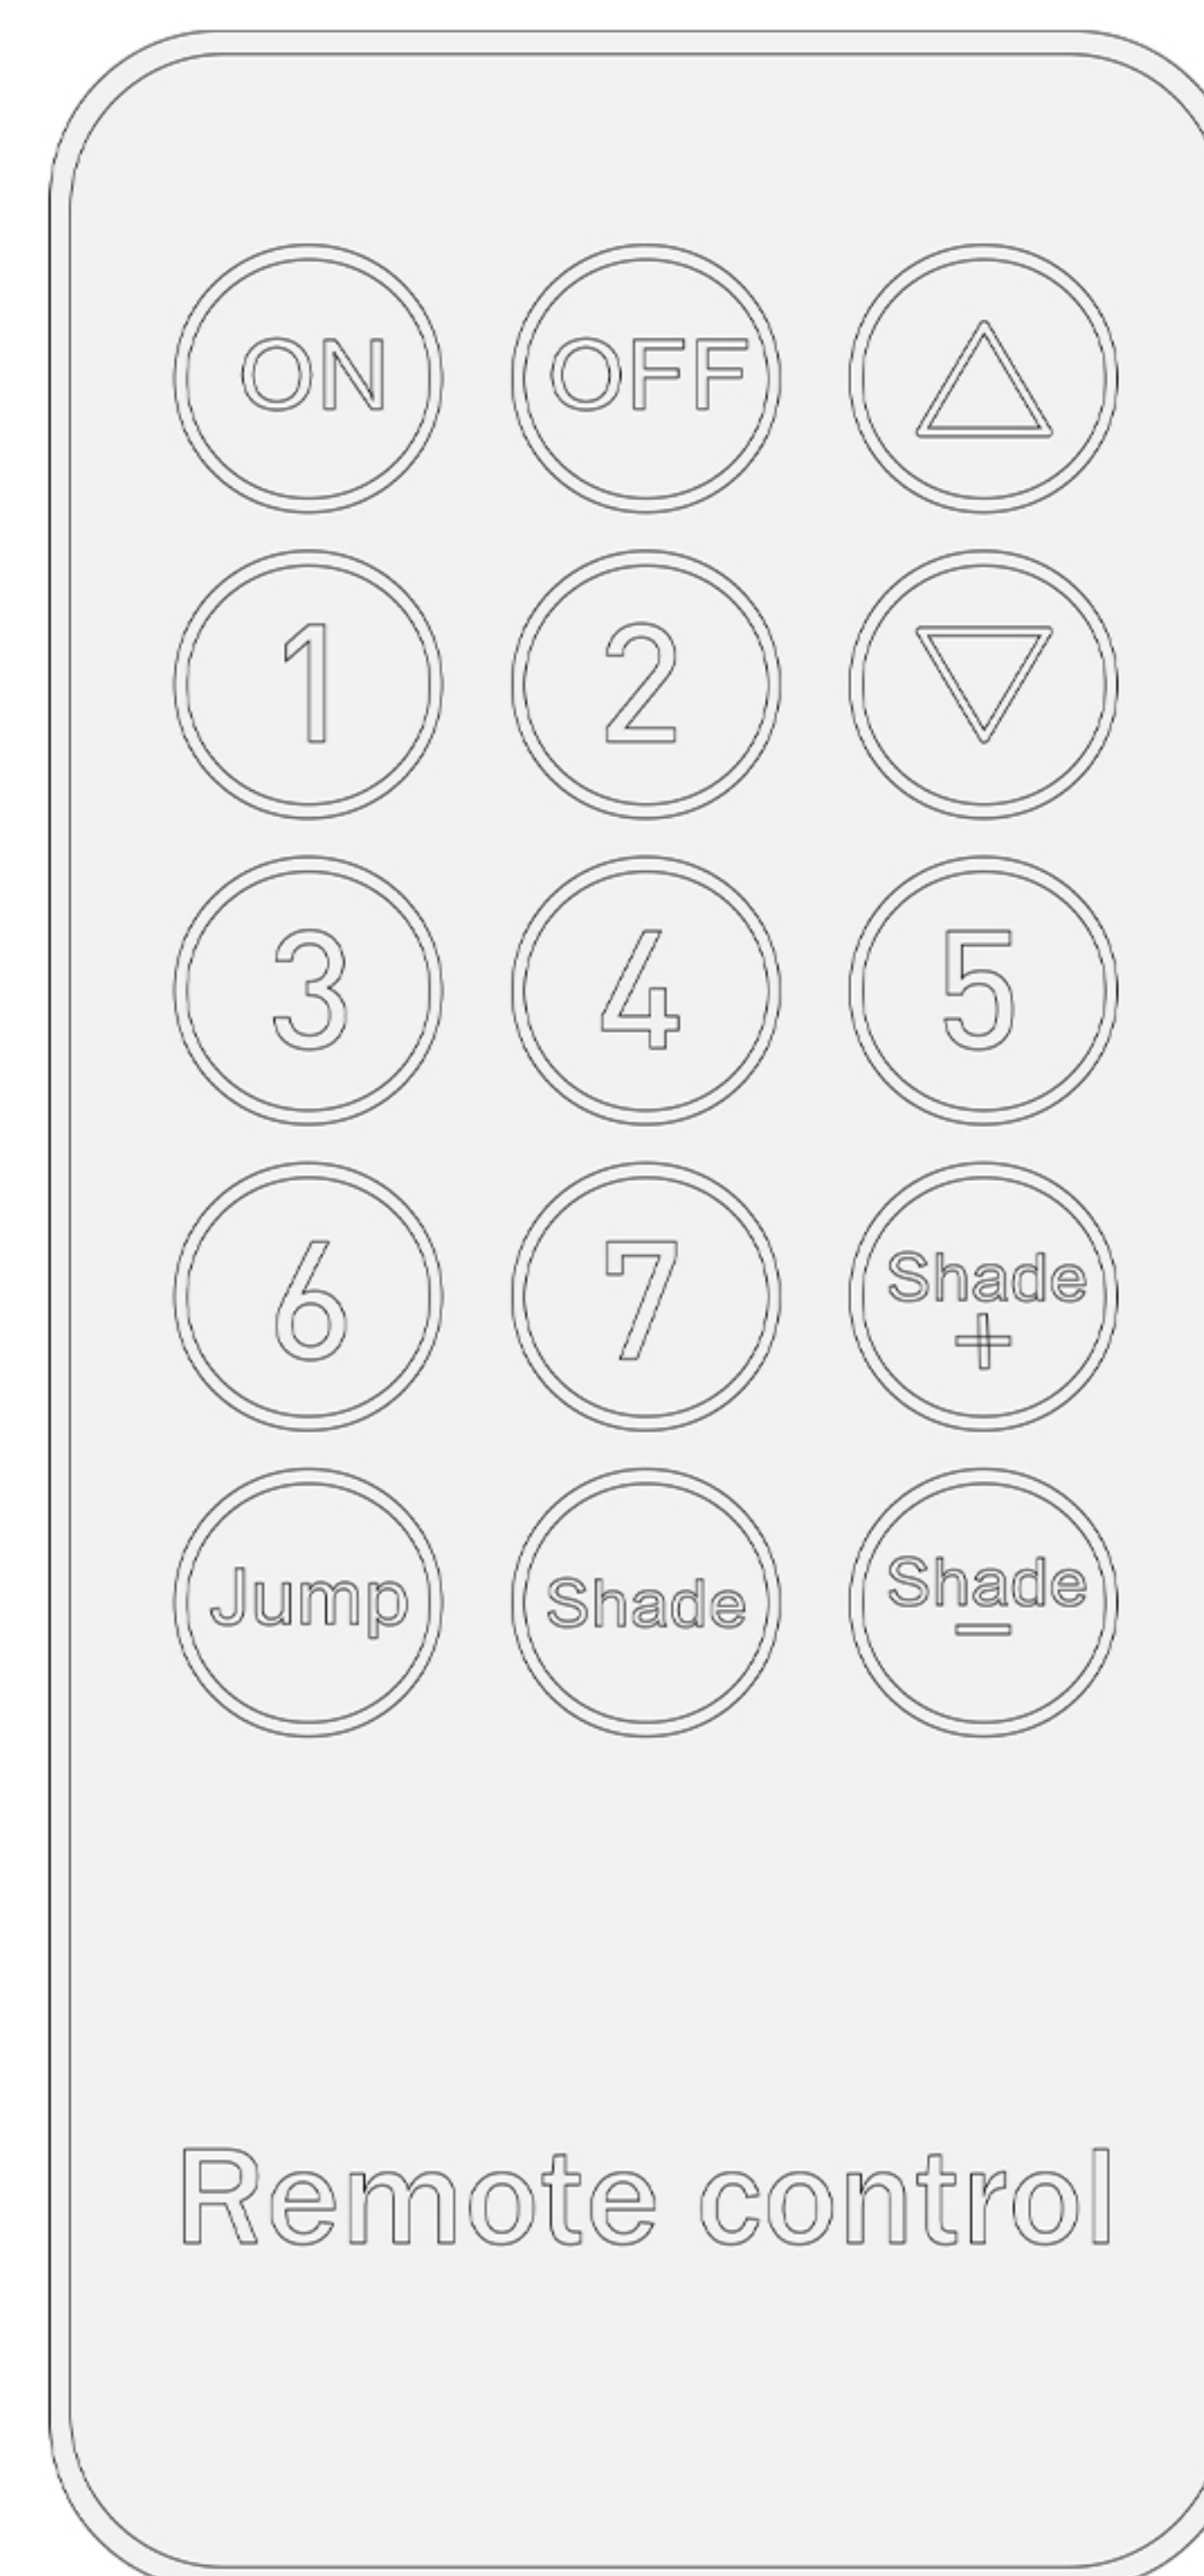 ON OFF △
1 2 ▽
3 4 5
6 7 Shade
+
Jump Shade Shade
−
Remote control